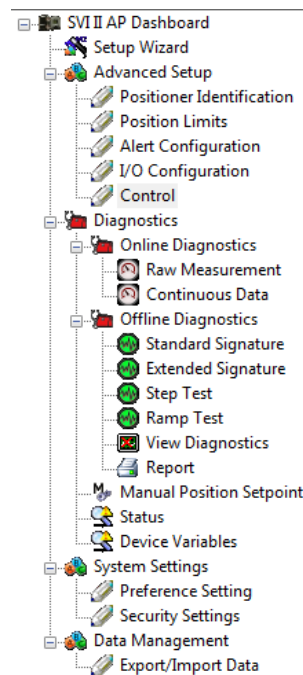 SVI II AP Dashboard
Setup Wizard
Advanced Setup
Positioner Identification
Position Limits
Alert Configuration
I/O Configuration
Control
Diagnostics
Online Diagnostics
Raw Measurement
Continuous Data
Offline Diagnostics
Standard Signature
Extended Signature
Step Test
Ramp Test
View Diagnostics
Report
Manual Position Setpoint
Status
Device Variables
System Settings
Preference Setting
Security Settings
Data Management
Export/Import Data